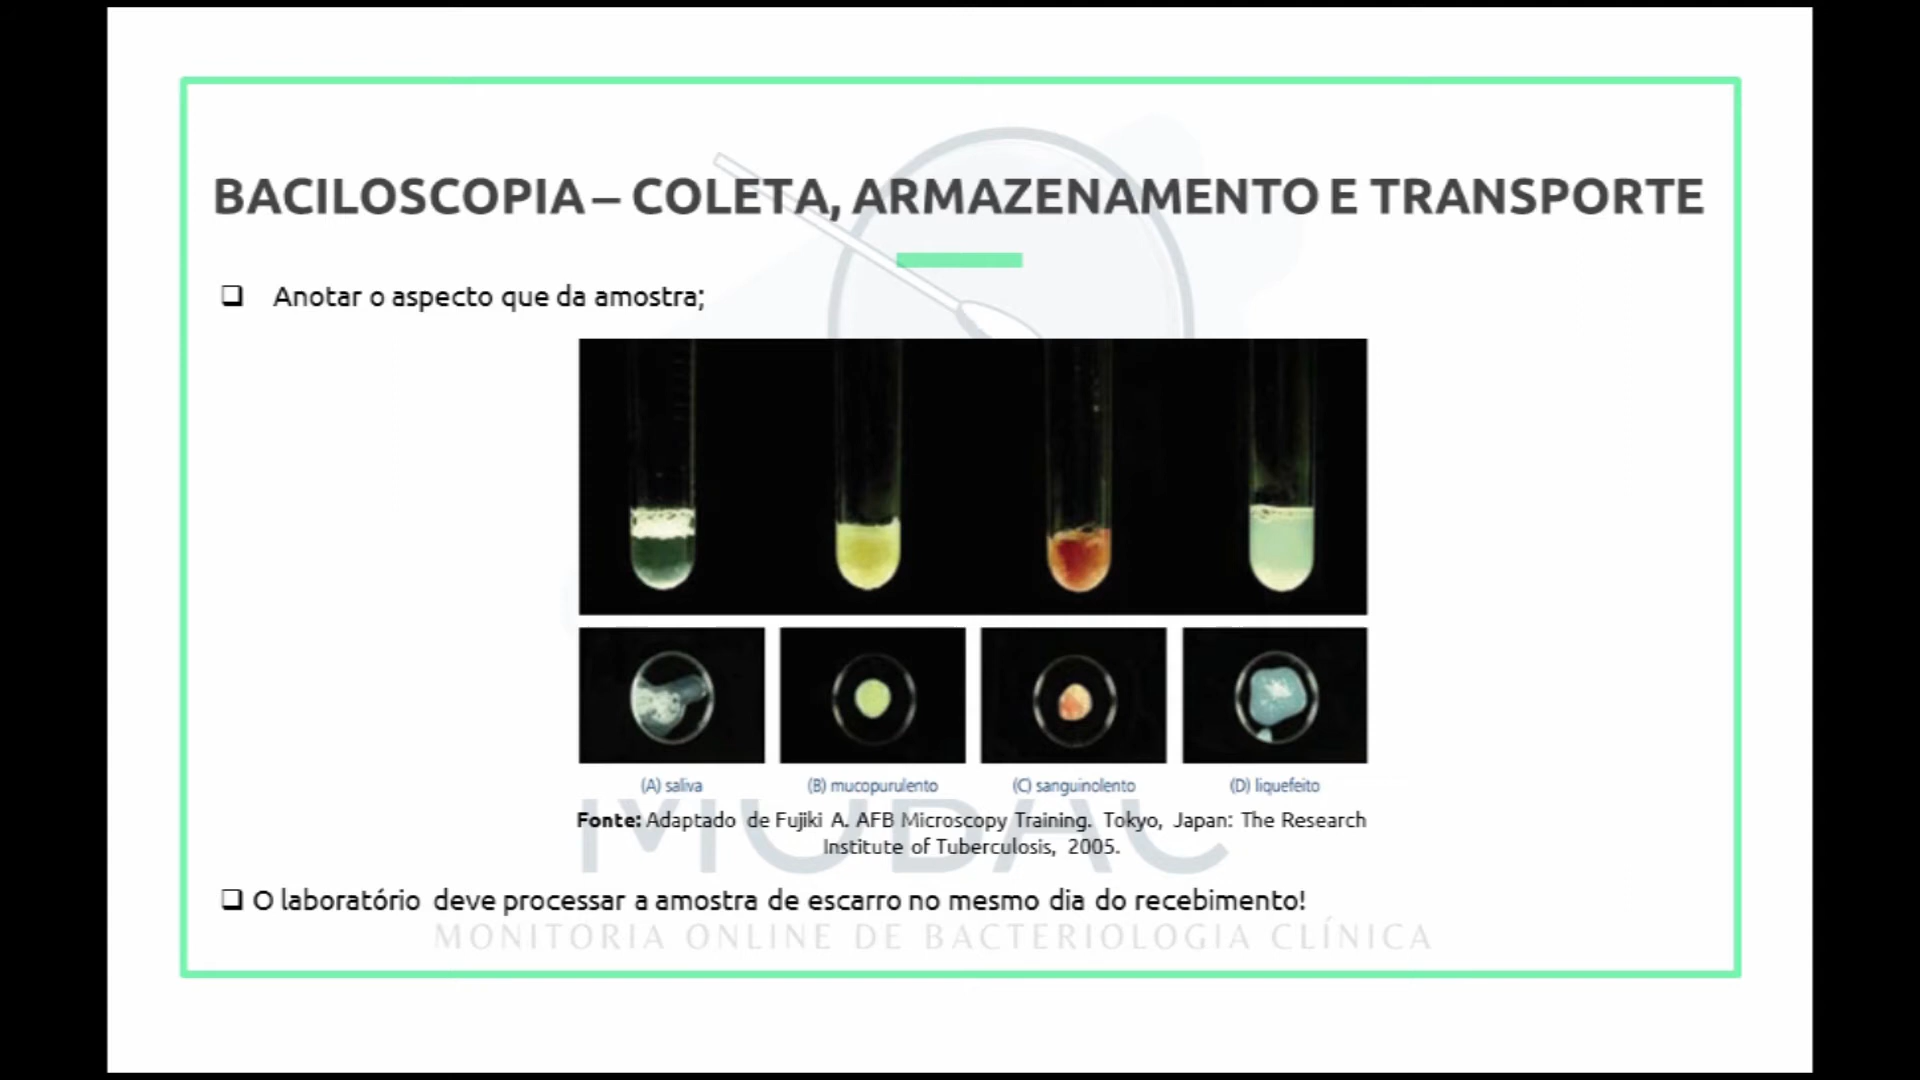 BACILOSCOPIA – COLETA, ARMAZENAMENTO E TRANSPORTE
❑ Anotar o aspecto que da amostra;
(A) saliva (B) mucopurulento (C) sanguinolento (D) liquefeito
Fonte: Adaptado de Fujiki A. AFB Microscopy Training. Tokyo, Japan: The Research
Institute of Tuberculosis, 2005.
MOBAC
❑ O laboratório deve processar a amostra de escarro no mesmo dia do recebimento!
MONITORIA ONLINE DE BACTERIOLOGIA CLÍNICA